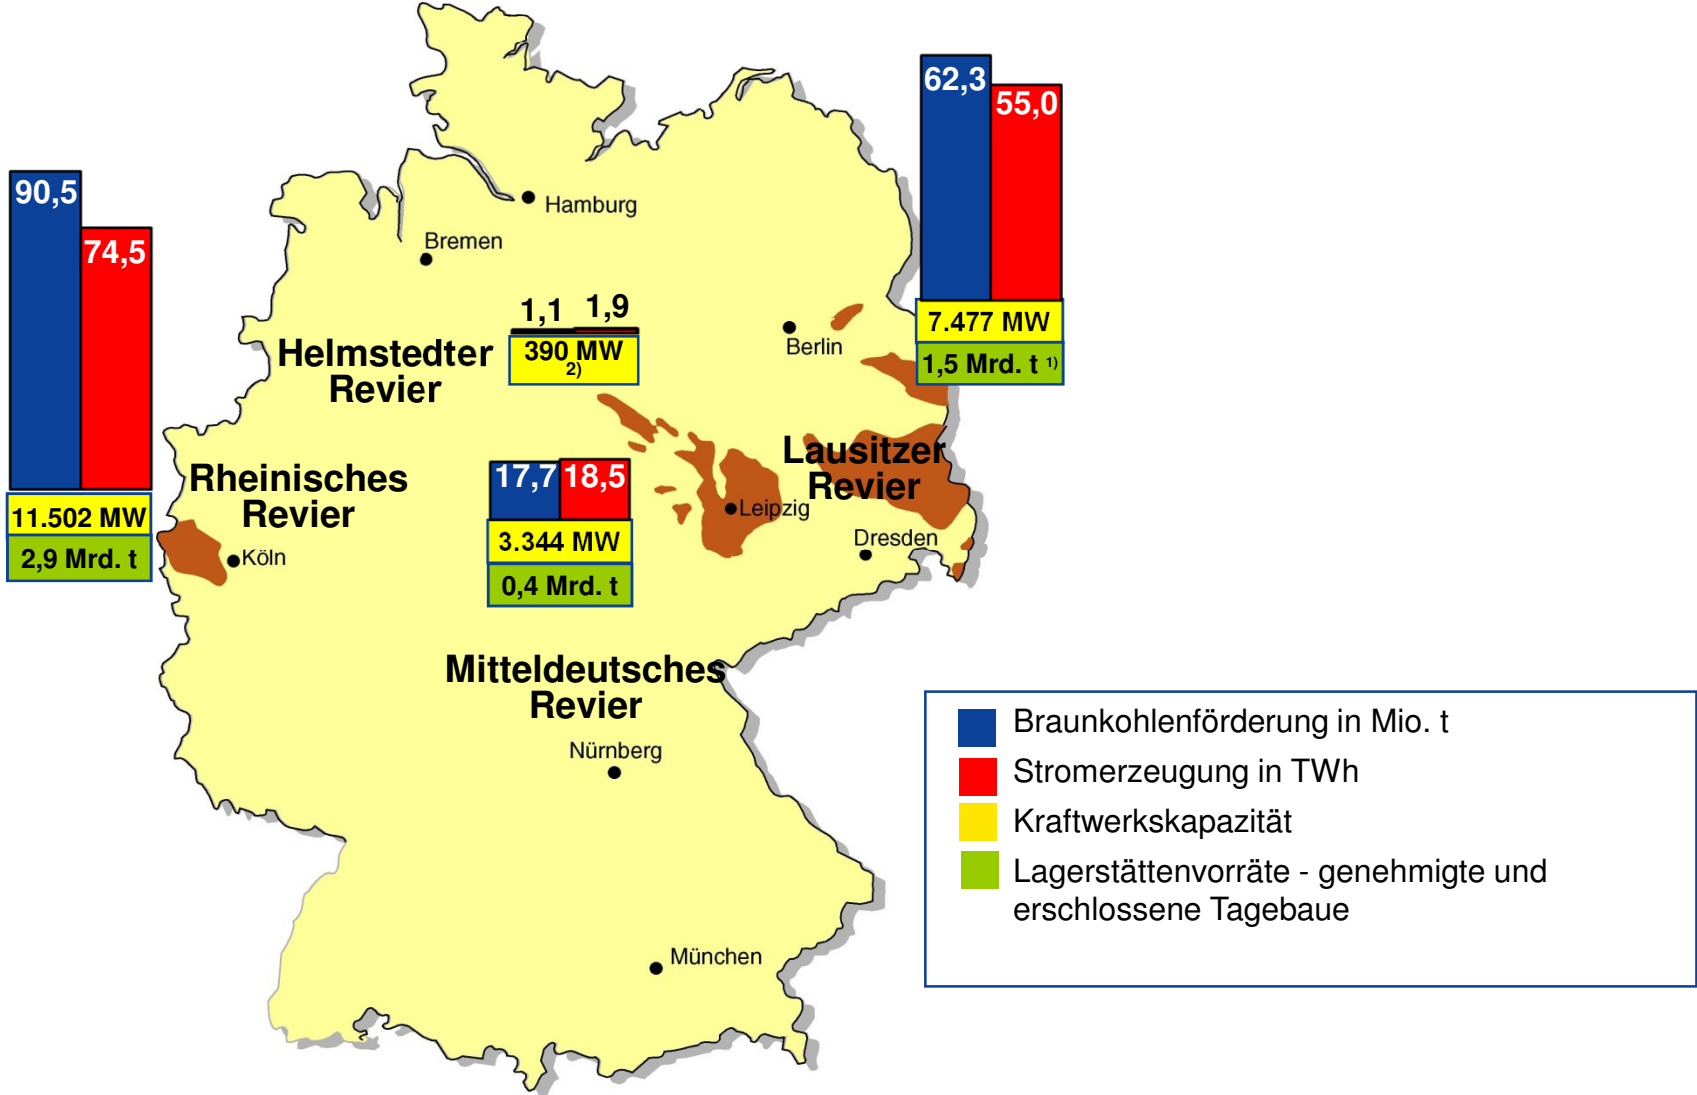 62,3
55,0
90,5
74,5
Hamburg
Bremen
1,1
1,9
Helmstedter
Revier
390 MW
2)
Berlin
7.477 MW
1,5 Mrd. t 1)
Rheinisches
Revier
11.502 MW
2,9 Mrd. t
Köln
17,7
18,5
3.344 MW
0,4 Mrd. t
Lausitzer
Revier
Leipzig
Dresden
Mitteldeutsches
Revier
Nürnberg
München
Braunkohlenförderung in Mio. t
Stromerzeugung in TWh
Kraftwerkskapazität
Lagerstättenvorräte - genehmigte und
erschlossene Tagebaue